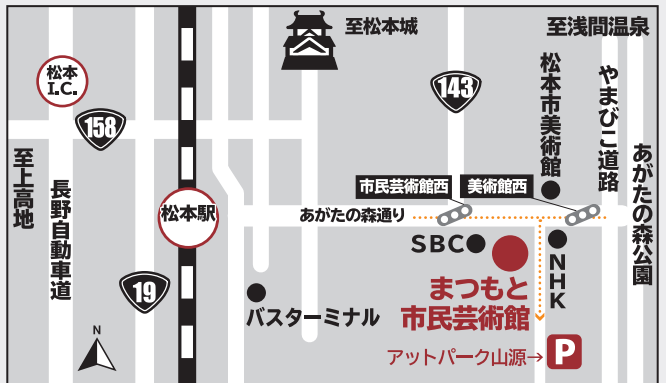 至松本城
至浅間温泉
松本
I.C.
143
松本市美術館
やまびこ道路
158
至上高地
長野自動車道
あがたの森公園
市民芸術館西
美術館西
松本駅
あがたの森通り
SBC
NHK
19
まつもと
市民芸術館
バスターミナル
N
アットパーク山源→
P